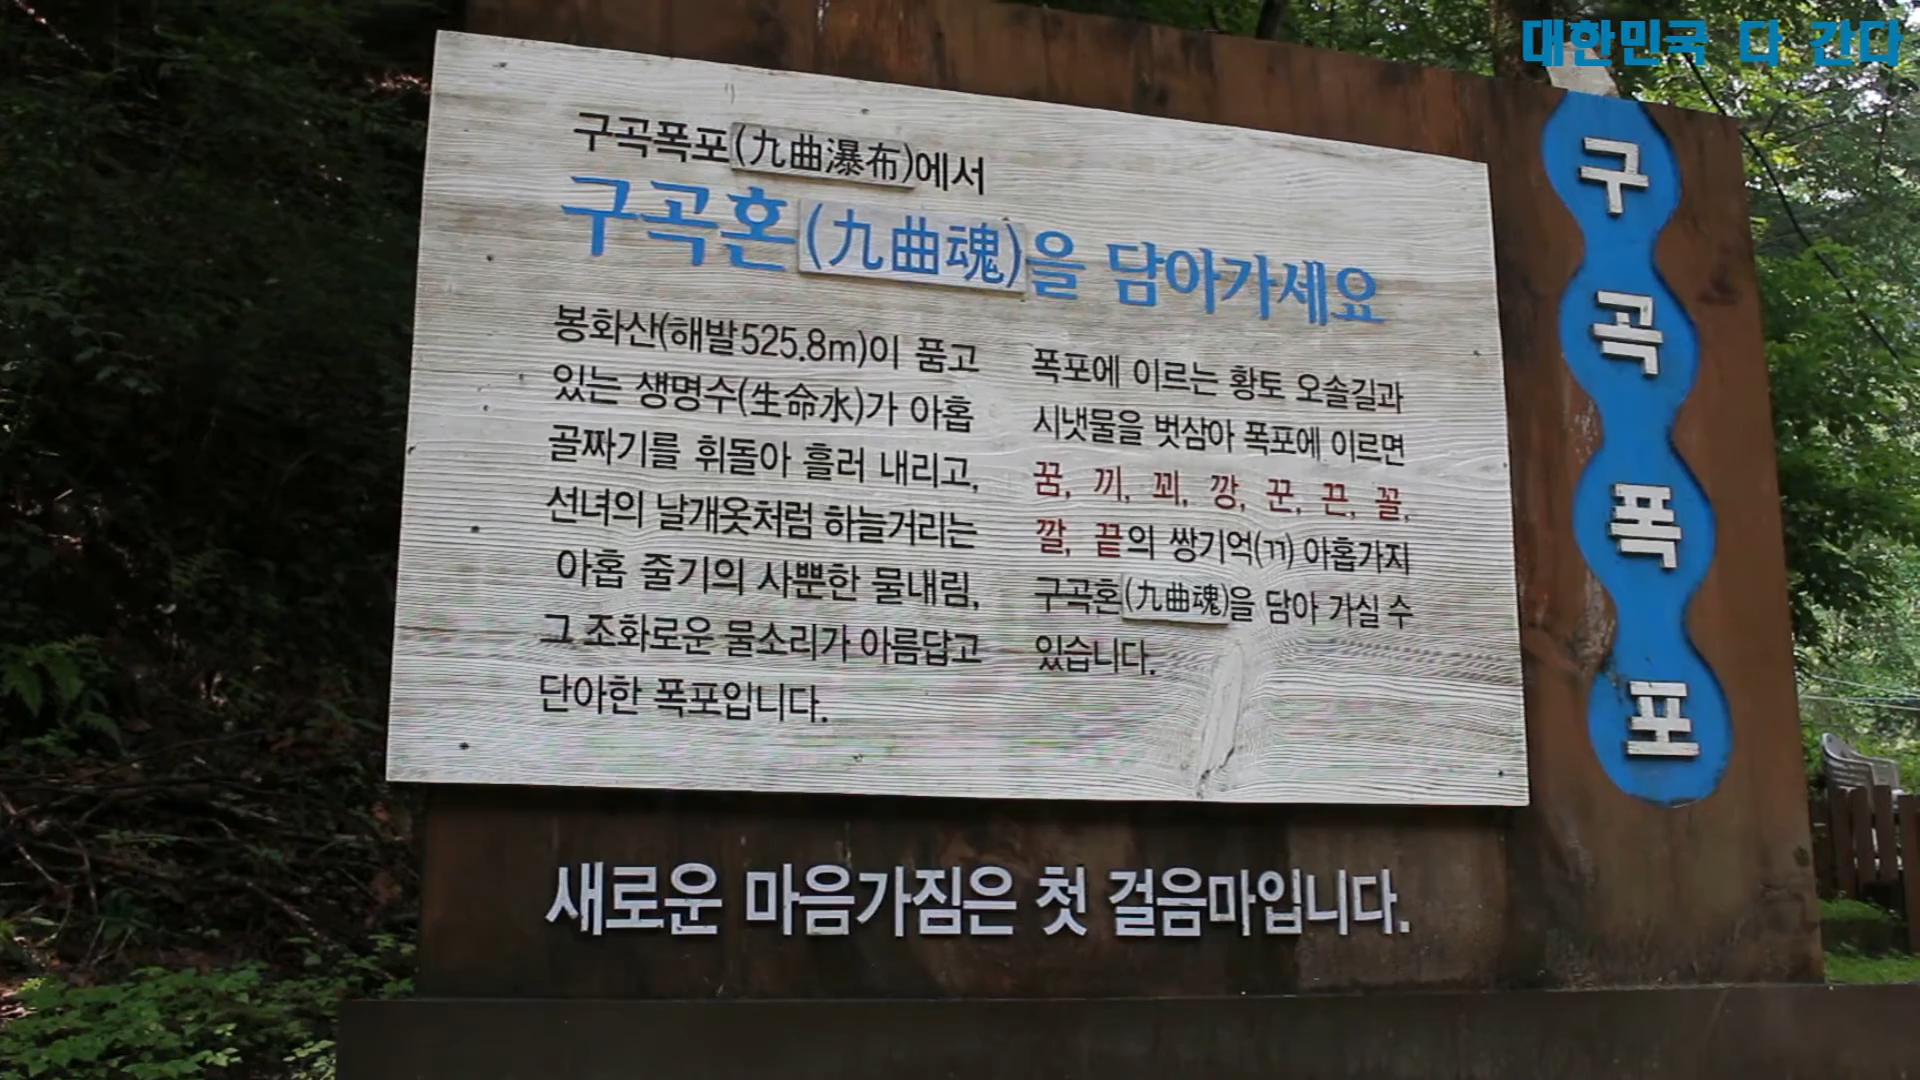 대한민국 다 간다
구곡폭포(九曲瀑布)에서
구곡혼(九曲魂)을 담아가세요
봉화산(해발525.8m)이 품고
있는 생명수(生命水)가 아홉
골짜기를 휘돌아 흘러 내리고,
선녀의 날개옷처럼 하늘거리는
아홉 줄기의 사뿐한 물내림,
그 조화로운 물소리가 아름답고
단아한 폭포입니다.
폭포에 이르는 황토 오솔길과
시냇물을 벗삼아 폭포에 이르면
꿈, 끼, 꾀, 깡, 꾼, 끈, 꼴,
깔, 끝의 쌍기억(ㄲ) 아홉가지
구곡혼(九曲魂)을 담아 가실 수
있습니다.
구
곡
폭
포
새로운 마음가짐은 첫 걸음마입니다.